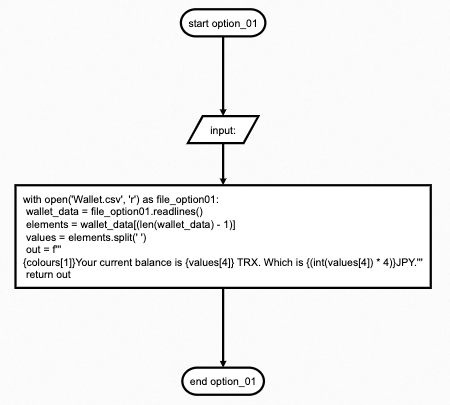 start option_01
input:
with open('Wallet.csv', 'r') as file_option01:
wallet_data = file_option01.readlines()
elements = wallet_data[(len(wallet_data) - 1)]
values = elements.split(' ')
out = f'''
{colours[1]}Your current balance is {values[4]} TRX. Which is {(int(values[4]) * 4)}JPY.'''
return out
end option_01